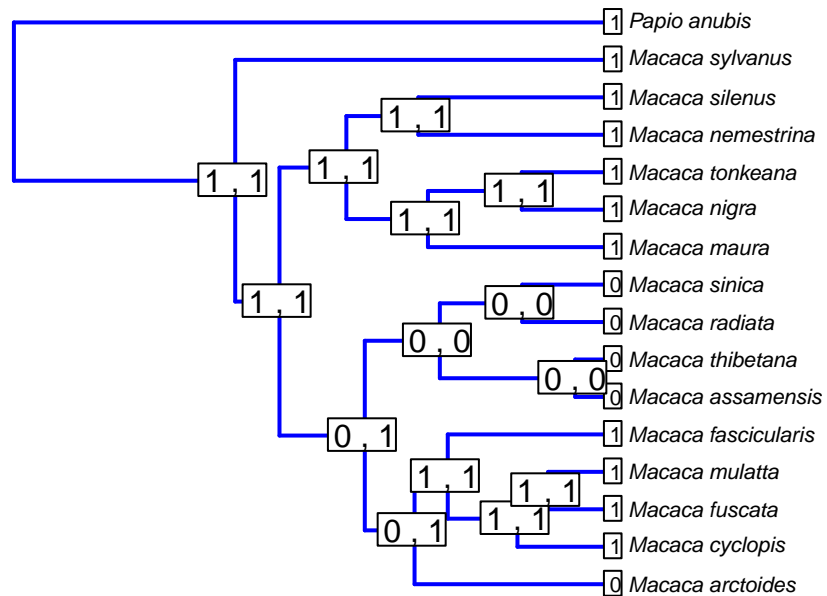 1 Papio anubis
1 Macaca sylvanus
1 Macaca silenus
1 , 1
1 Macaca nemestrina
1 , 1
1 , 1
1 Macaca tonkeana
1 , 1
1 Macaca nigra
1 , 1
1 Macaca maura
0 Macaca sinica
1 , 1
0 , 0
0 Macaca radiata
0 , 0
0 Macaca thibetana
0 , 0
0 Macaca assamensis
0 , 1
1 Macaca fascicularis
1 , 1
1 Macaca mulatta
1 , 1
1 Macaca fuscata
1 , 1
0 , 1
1 Macaca cyclopis
0 Macaca arctoides